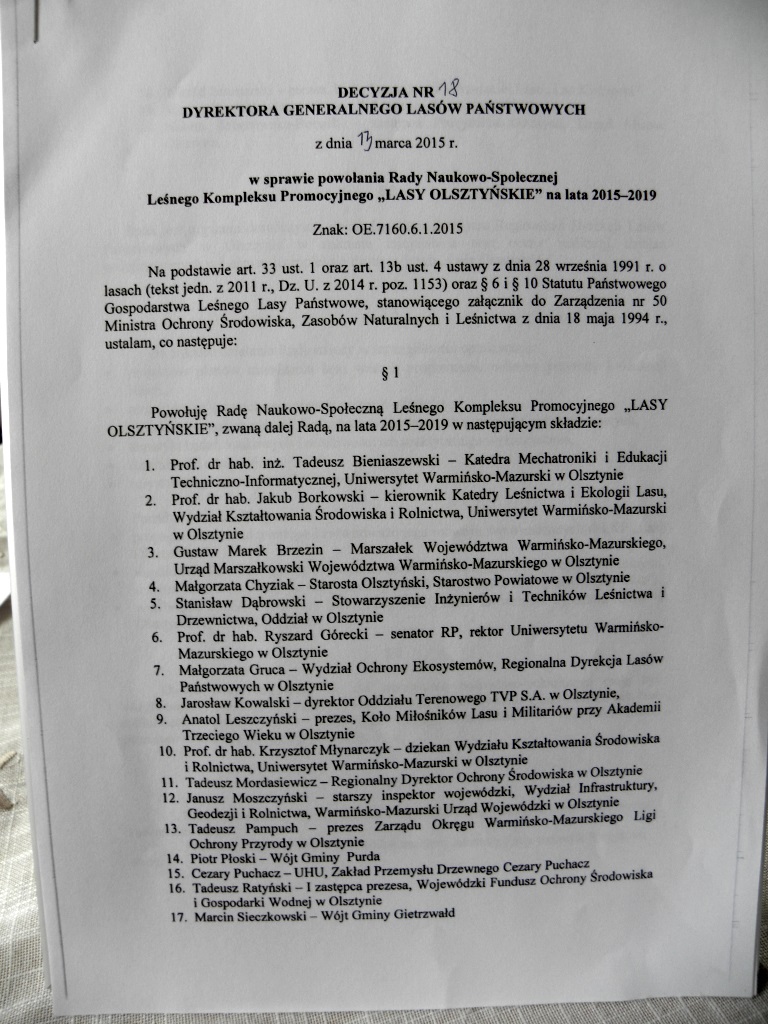 DECYZJA NR 18
DYREKTORA GENERALNEGO LASÓW PAŃSTWOWYCH
z dnia 13 marca 2015 r.
w sprawie powołania Rady Naukowo-Społecznej
Leśnego Kompleksu Promocyjnego „LASY OLSZTYŃSKIE” na lata 2015–2019
Znak: OE.7160.6.1.2015
Na podstawie art. 33 ust. 1 oraz art. 13b ust. 4 ustawy z dnia 28 września 1991 r. o
lasach (tekst jedn. z 2011 r., Dz. U. z 2014 r. poz. 1153) oraz § 6 i § 10 Statutu Państwowego
Gospodarstwa Leśnego Lasy Państwowe, stanowiącego załącznik do Zarządzenia nr 50
Ministra Ochrony Środowiska, Zasobów Naturalnych i Leśnictwa z dnia 18 maja 1994 r.,
ustalam, co następuje:
§ 1
Powołuję Radę Naukowo-Społeczną Leśnego Kompleksu Promocyjnego „LASY
OLSZTYŃSKIE”, zwaną dalej Radą, na lata 2015–2019 w następującym składzie:
1. Prof. dr hab. inż. Tadeusz Bieniaszewski – Katedra Mechatroniki i Edukacji
Techniczno-Informatycznej, Uniwersytet Warmińsko-Mazurski w Olsztynie
2. Prof. dr hab. Jakub Borkowski – kierownik Katedry Leśnictwa i Ekologii Lasu,
Wydział Kształtowania Środowiska i Rolnictwa, Uniwersytet Warmińsko-Mazurski
w Olsztynie
3. Gustaw Marek Brzezin – Marszałek Województwa Warmińsko-Mazurskiego,
Urząd Marszałkowski Województwa Warmińsko-Mazurskiego w Olsztynie
4. Małgorzata Chyziak – Starosta Olsztyński, Starostwo Powiatowe w Olsztynie
5. Stanisław Dąbrowski – Stowarzyszenie Inżynierów i Techników Leśnictwa i
Drzewnictwa, Oddział w Olsztynie
6. Prof. dr hab. Ryszard Górecki – senator RP, rektor Uniwersytetu Warmińsko-
Mazurskiego w Olsztynie
7. Małgorzata Gruca – Wydział Ochrony Ekosystemów, Regionalna Dyrekcja Lasów
Państwowych w Olsztynie
8. Jarosław Kowalski – dyrektor Oddziału Terenowego TVP S.A. w Olsztynie,
9. Anatol Leszczyński – prezes, Koło Miłośników Lasu i Militariów przy Akademii
Trzeciego Wieku w Olsztynie
10. Prof. dr hab. Krzysztof Młynarczyk – dziekan Wydziału Kształtowania Środowiska
i Rolnictwa, Uniwersytet Warmińsko-Mazurski w Olsztynie
11. Tadeusz Mordasiewicz – Regionalny Dyrektor Ochrony Środowiska w Olsztynie
12. Janusz Moszczyński – starszy inspektor wojewódzki, Wydział Infrastruktury,
Geodezji i Rolnictwa, Warmińsko-Mazurski Urząd Wojewódzki w Olsztynie
13. Tadeusz Pampuch – prezes Zarządu Okręgu Warmińsko-Mazurskiego Ligi
Ochrony Przyrody w Olsztynie
14. Piotr Płoski – Wójt Gminy Purda
15. Cezary Puchacz – UHU, Zakład Przemysłu Drzewnego Cezary Puchacz
16. Tadeusz Ratyński – I zastępca prezesa, Wojewódzki Fundusz Ochrony Środowiska
i Gospodarki Wodnej w Olsztynie
17. Marcin Sieczkowski – Wójt Gminy Gietrzwałd